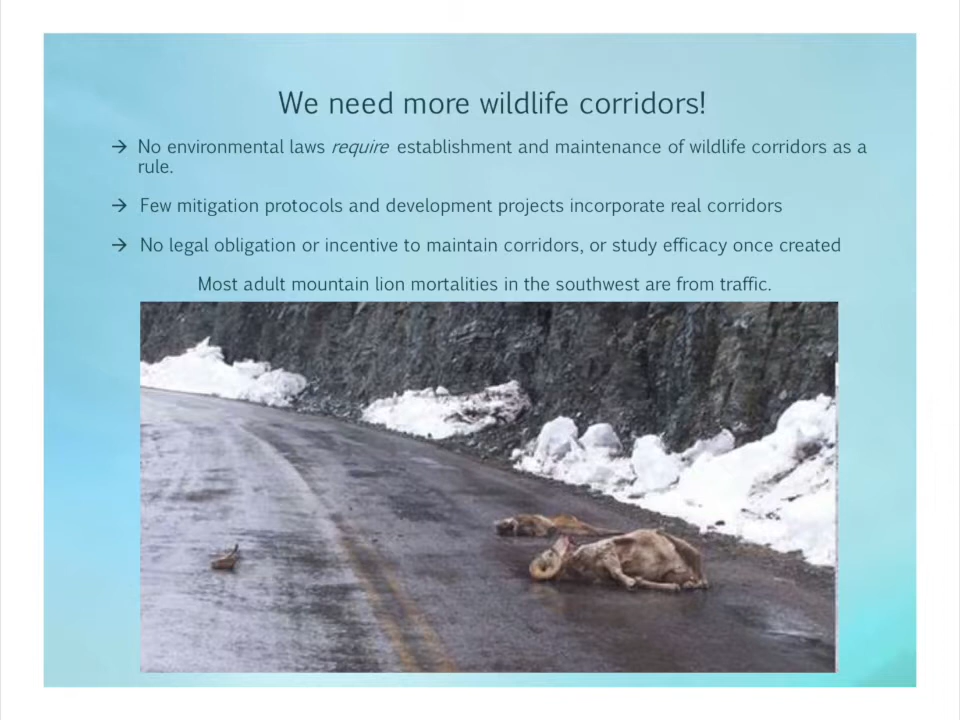 We need more wildlife corridors!
→ No environmental laws require establishment and maintenance of wildlife corridors as a
rule.
→ Few mitigation protocols and development projects incorporate real corridors
→ No legal obligation or incentive to maintain corridors, or study efficacy once created
Most adult mountain lion mortalities in the southwest are from traffic.